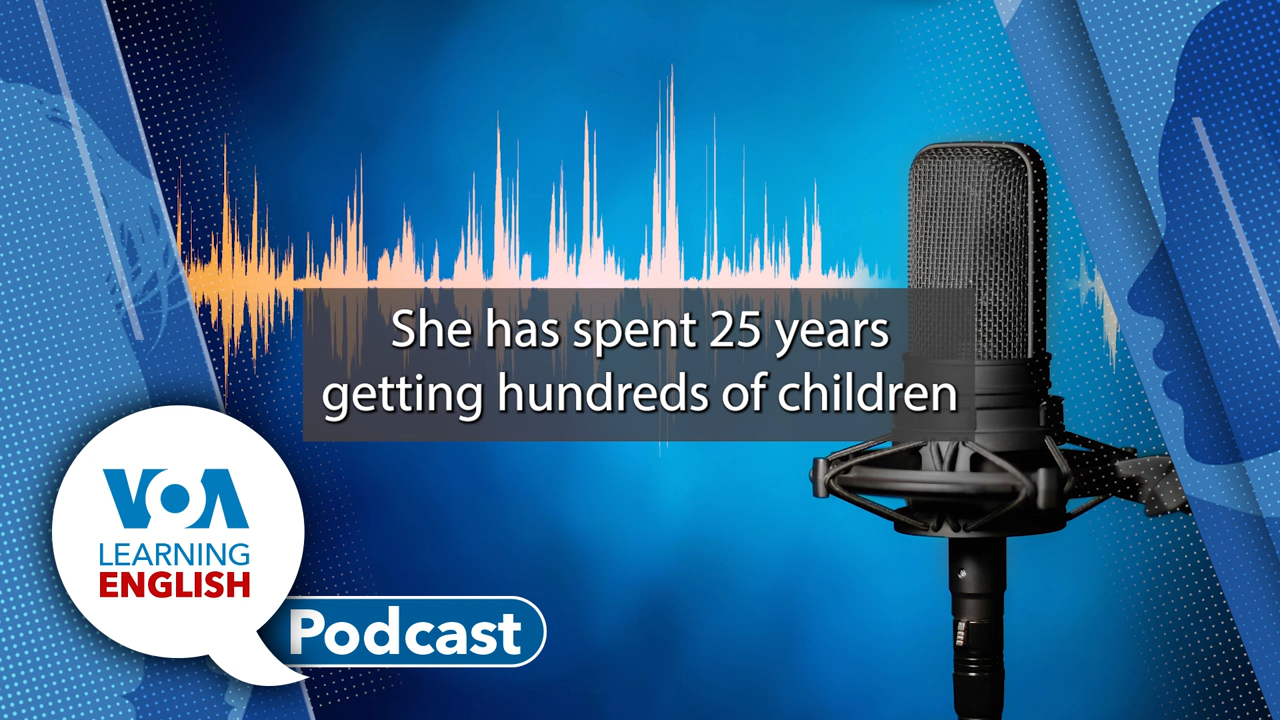 She has spent 25 years
getting hundreds of children
VOA
LEARNING
ENGLISH
Podcast